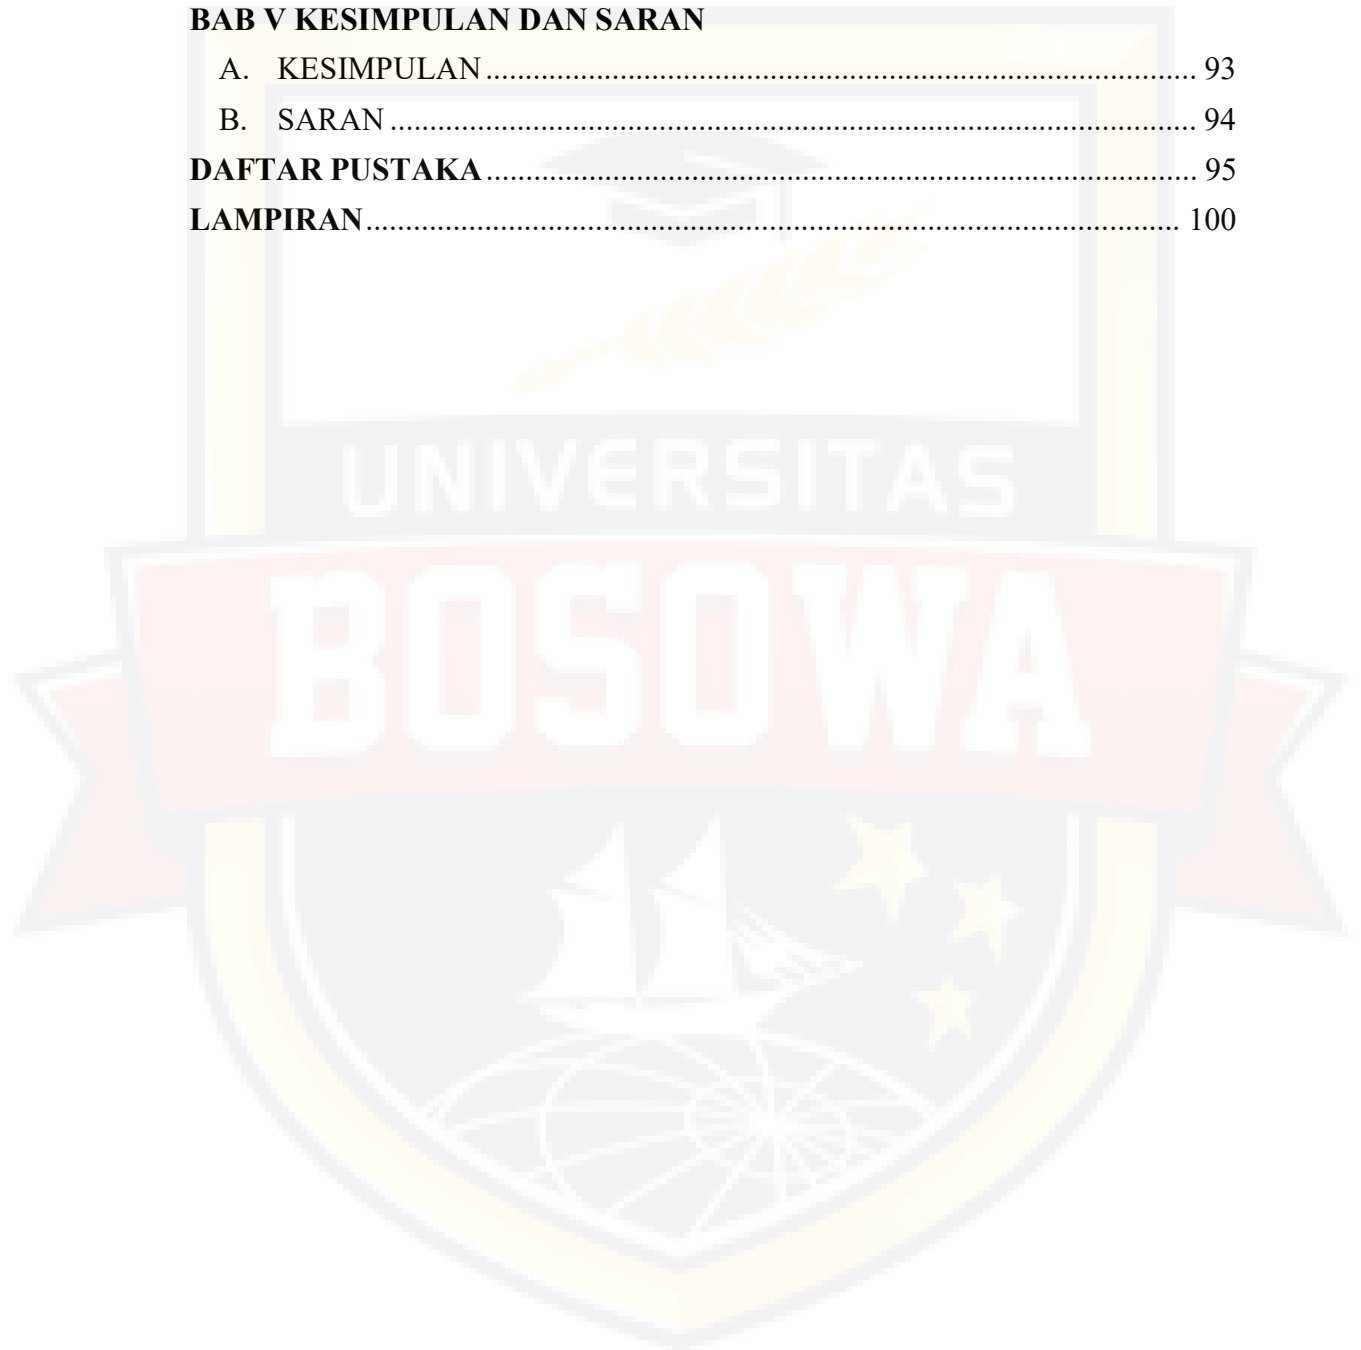 BAB V KESIMPULAN DAN SARAN
A. KESIMPULAN.......................................................................................... 93
B. SARAN...................................................................................................... 94
DAFTAR PUSTAKA.......................................................................................... 95
LAMPIRAN....................................................................................................... 100
UNIVERSITAS
BOSOWA